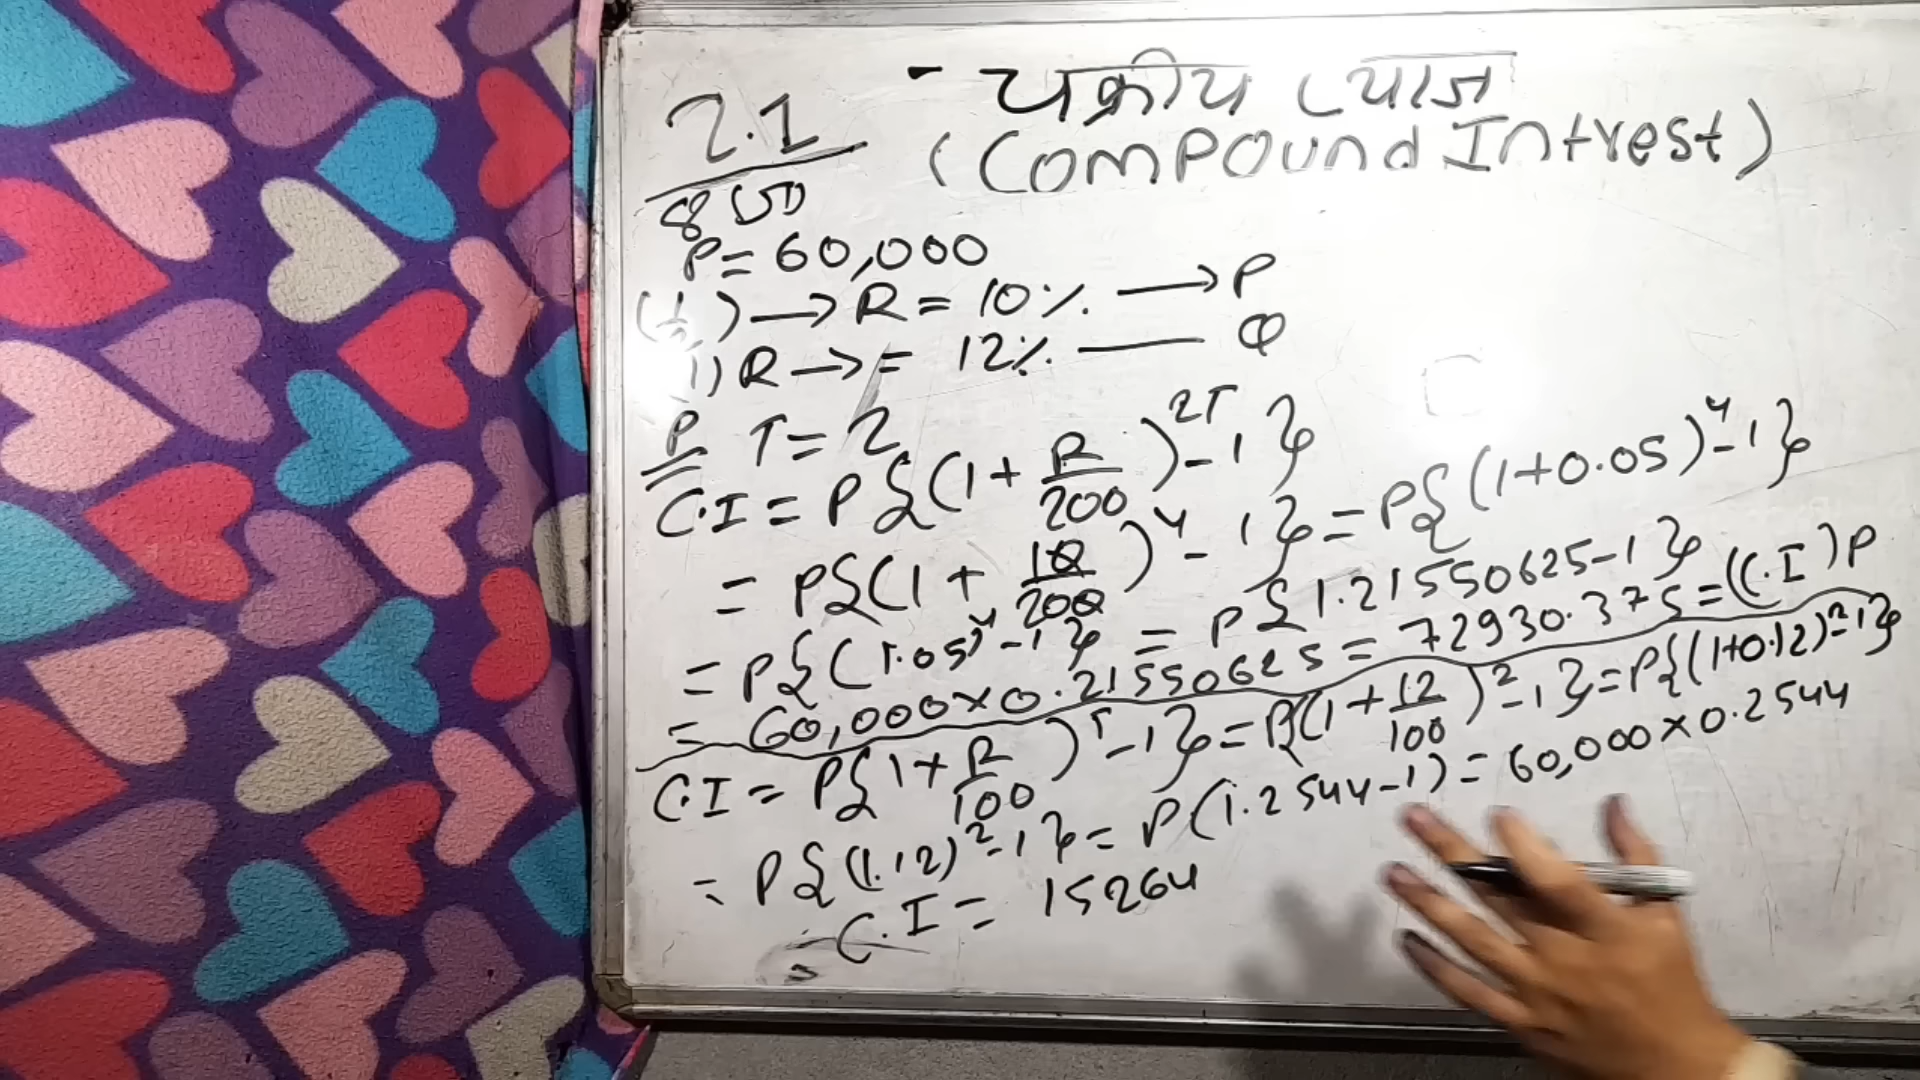 2.1
- चक्रीय ब्याज
(Compound Intrest)
P = 60,000
(1/2) → R = 10% → P
1) R → = 12% — Q
P T = 2
C.I = P{(1 + R/200)^2T - 1}
= P{(1 + 10/200)^4 - 1} = P{(1+0.05)^4 - 1}
= P{(1.05)^4 - 1} = P{1.21550625 - 1}
= 60,000 × 0.21550625 = 72930.375 = (C.I)P
C.I = P{1 + R/100)^T - 1} = P{(1 + 12/100)^2 - 1} = P{(1+0.12)^2 - 1}
= P{(1.12)^2 - 1} = P(1.2544 - 1) = 60,000 × 0.2544
C.I = 15264